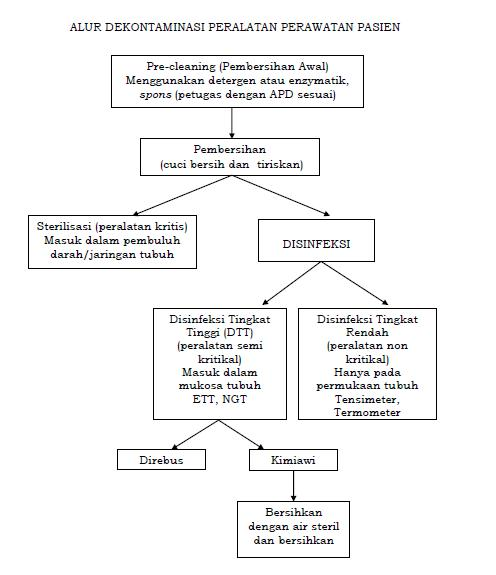 ALUR DEKONTAMINASI PERALATAN PERAWATAN PASIEN
Pre-cleaning (Pembersihan Awal)
Menggunakan detergen atau enzymatik,
spons (petugas dengan APD sesuai)
Pembersihan
(cuci bersih dan tiriskan)
Sterilisasi (peralatan kritis)
Masuk dalam pembuluh
darah/jaringan tubuh
DISINFEKSI
Disinfeksi Tingkat
Tinggi (DTT)
(peralatan semi
kritikal)
Masuk dalam
mukosa tubuh
ETT, NGT
Disinfeksi Tingkat
Rendah
(peralatan non
kritikal)
Hanya pada
permukaan tubuh
Tensimeter,
Termometer
Direbus
Kimiawi
Bersihkan
dengan air steril
dan bersihkan